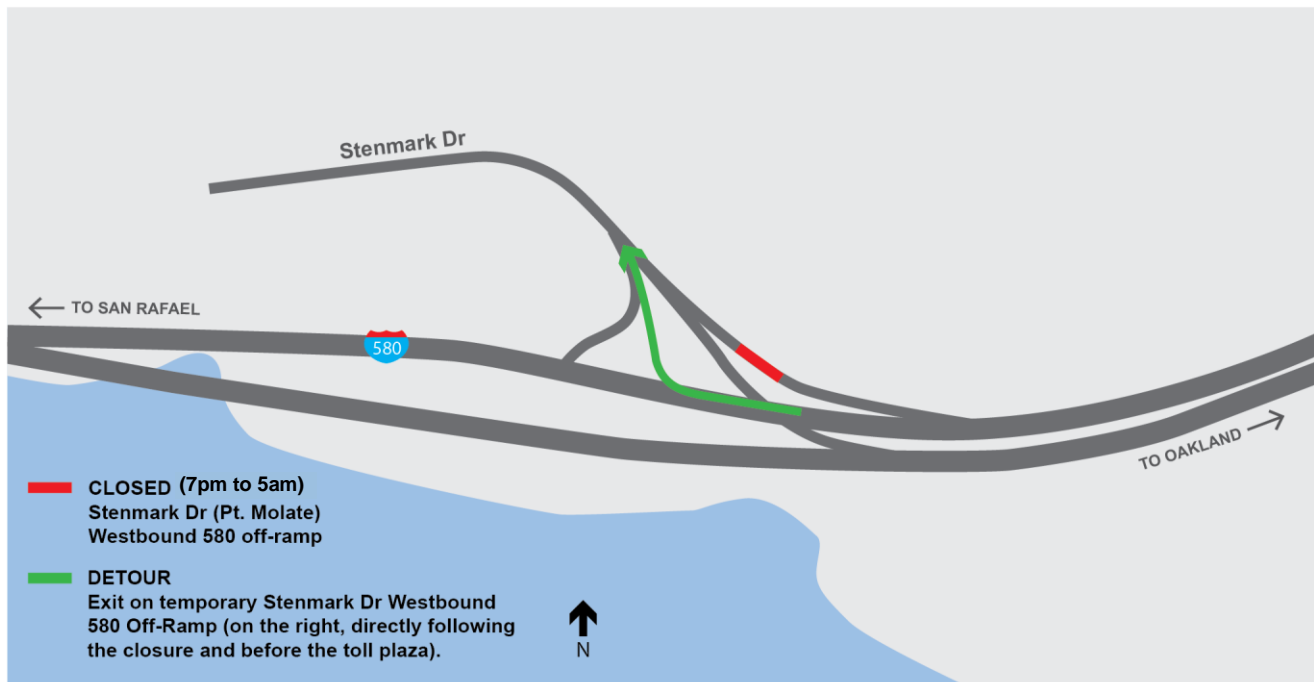 Stenmark Dr
TO SAN RAFAEL
580
TO OAKLAND
CLOSED (7pm to 5am)
Stenmark Dr (Pt. Molate)
Westbound 580 off-ramp
DETOUR
Exit on temporary Stenmark Dr Westbound
580 Off-Ramp (on the right, directly following
the closure and before the toll plaza).
N